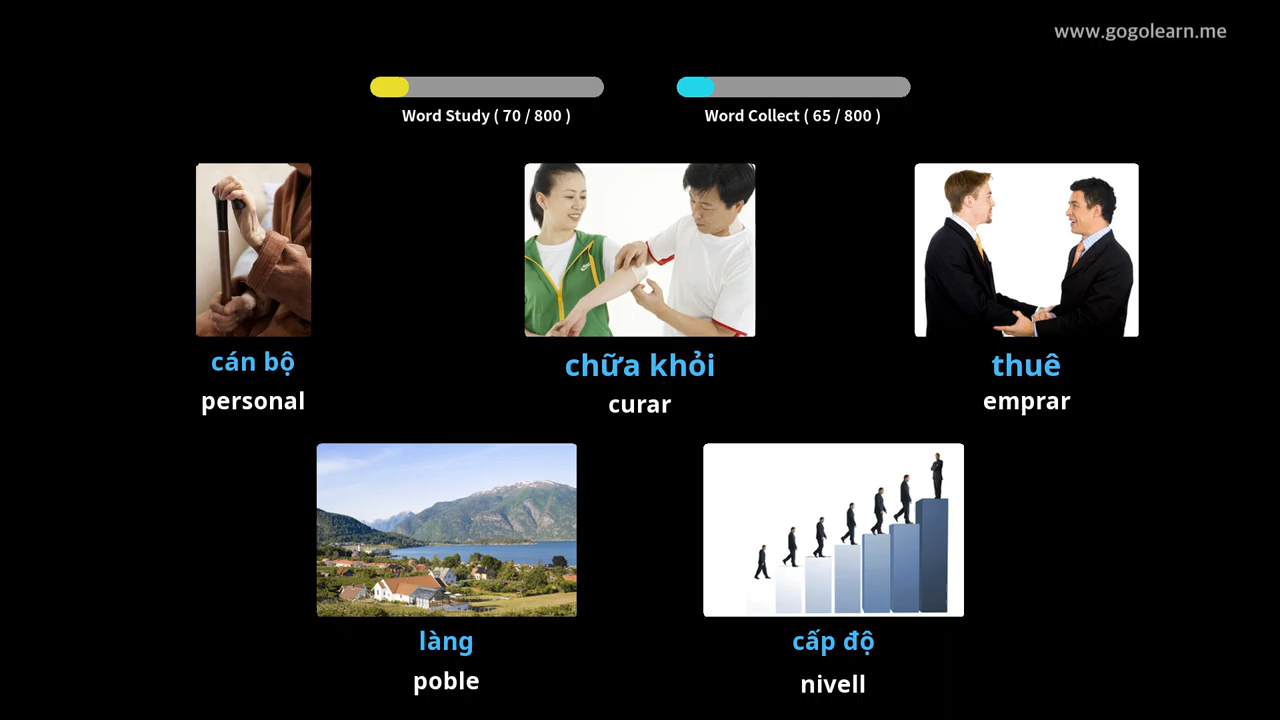 www.gogolearn.me
Word Study ( 70 / 800 )
Word Collect ( 65 / 800 )
cán bộ
personal
chữa khỏi
curar
thuê
emprar
làng
poble
cấp độ
nivell